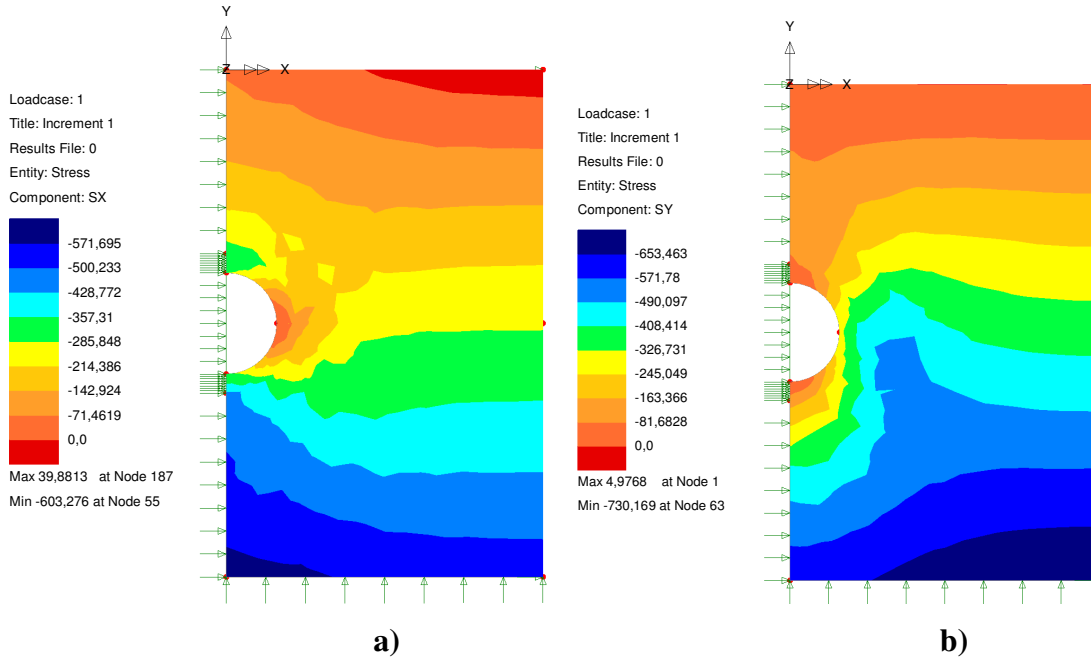 Y
Z X
Loadcase: 1
Title: Increment 1
Results File: 0
Entity: Stress
Component: SX
-571,695
-500,233
-428,772
-357,31
-285,848
-214,386
-142,924
-71,4619
0,0
Max 39,8813 at Node 187
Min -603,276 at Node 55
a)
Y
Z X
Loadcase: 1
Title: Increment 1
Results File: 0
Entity: Stress
Component: SY
-653,463
-571,78
-490,097
-408,414
-326,731
-245,049
-163,366
-81,6828
0,0
Max 4,9768 at Node 1
Min -730,169 at Node 63
b)